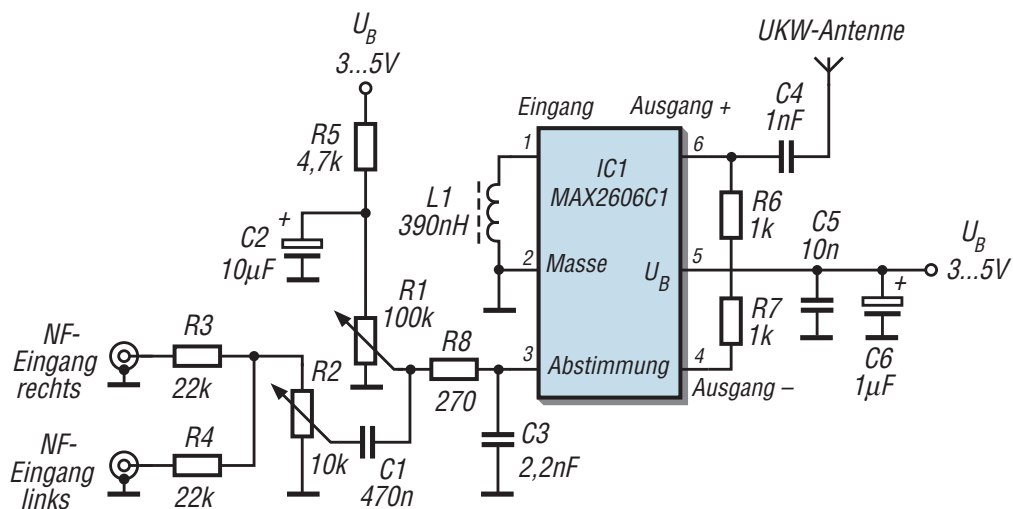 U_B
3...5V
R5
4,7k
C2
10µF
+
L1
390nH
Eingang
Ausgang +
1
6
IC1
MAX2606C1
2
Masse
U_B
5
3
Abstimmung
4
Ausgang –
UKW-Antenne
C4
1nF
R6
1k
R7
1k
C5
10n
U_B
3...5V
+
C6
1µF
NF-
Eingang
rechts
R3
22k
R1
100k
R8
270
R2
10k
C1
470n
C3
2,2nF
NF-
Eingang
links
R4
22k